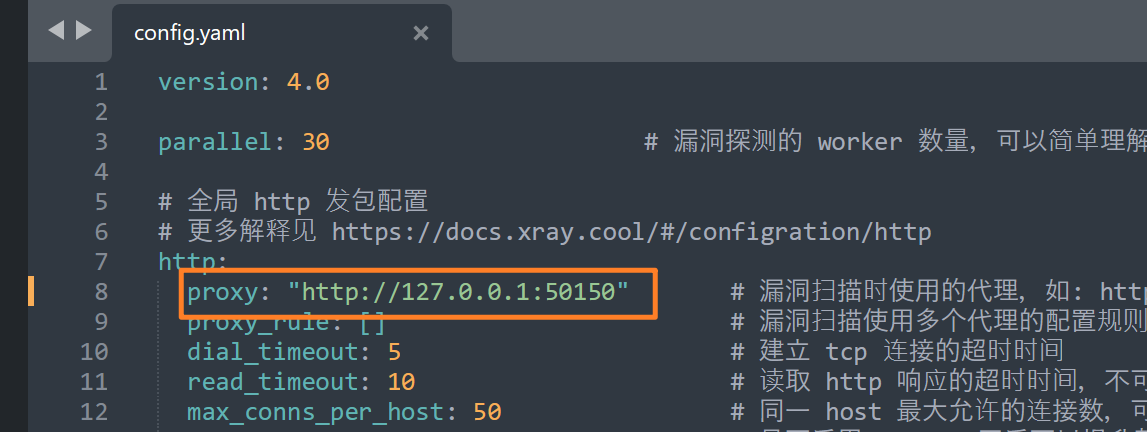 config.yaml
1 version: 4.0
2
3 parallel: 30 # 漏洞探测的 worker 数量, 可以简单理解
4
5 # 全局 http 发包配置
6 # 更多解释见 https://docs.xray.cool/#/configration/http
7 http:
8 proxy: "http://127.0.0.1:50150" # 漏洞扫描时使用的代理, 如: http
9 proxy_rule: [] # 漏洞扫描使用多个代理的配置规则
10 dial_timeout: 5 # 建立 tcp 连接的超时时间
11 read_timeout: 10 # 读取 http 响应的超时时间, 不可
12 max_conns_per_host: 50 # 同一 host 最大允许的连接数, 可